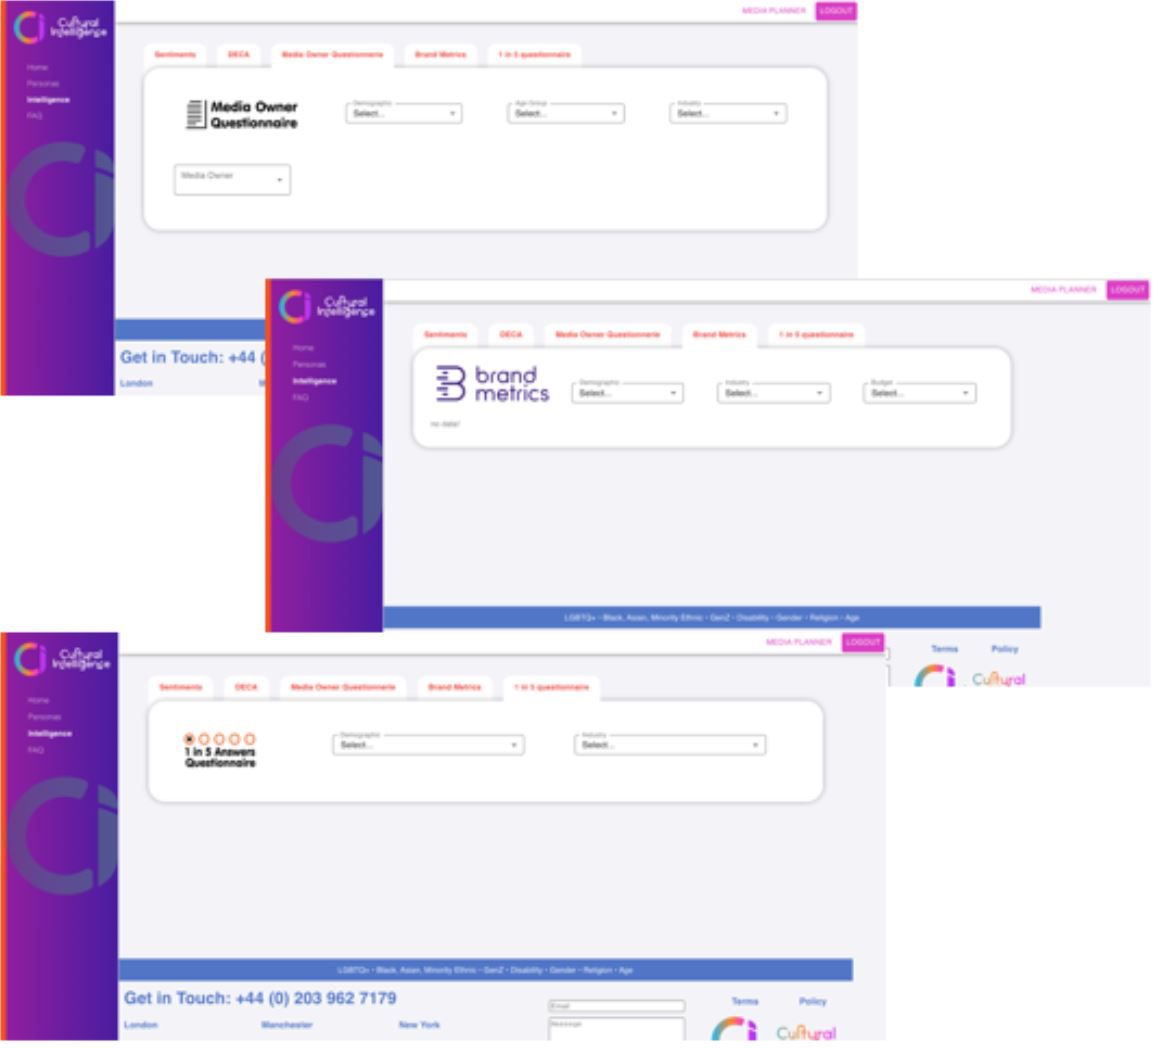 Cultural
Intelligence
MEDIA PLANNER
LOGOUT
Home
Personas
Intelligence
FAQ
Sentiments
DECA
Media Owner Questionnerie
Brand Metrics
1 in 5 questionnaire
Media Owner
Questionnaire
Demographic
Select...
Age Group
Select...
Industry
Select...
Media Owner
Get in Touch: +44 (
London
M
Cultural
Intelligence
MEDIA PLANNER
LOGOUT
Home
Personas
Intelligence
FAQ
Sentiments
DECA
Media Owner Questionnerie
Brand Metrics
1 in 5 questionnaire
brand
metrics
Demographic
Select...
Industry
Select...
Budget
Select...
no data!
LGBTQ+ - Black, Asian, Minority Ethnic - GenZ - Disability - Gender - Religion - Age
Terms
Policy
Cultural
Cultural
Intelligence
MEDIA PLANNER
LOGOUT
Home
Personas
Intelligence
FAQ
Sentiments
DECA
Media Owner Questionnerie
Brand Metrics
1 in 5 questionnaire
1 in 5 Answers
Questionnaire
Demographic
Select...
Industry
Select...
LGBTQ+ - Black, Asian, Minority Ethnic - GenZ - Disability - Gender - Religion - Age
Get in Touch: +44 (0) 203 962 7179
London
Manchester
New York
Email
Message
Terms
Policy
Cultural